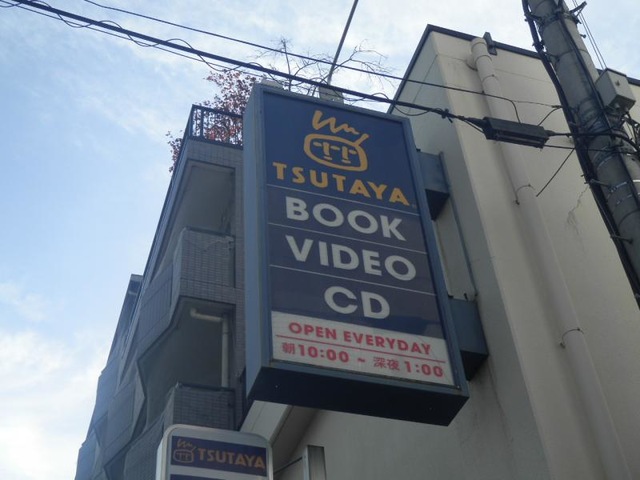 TSUTAYA
BOOK
VIDEO
CD
OPEN EVERYDAY
朝10:00 ~ 深夜1:00
TSUTAYA